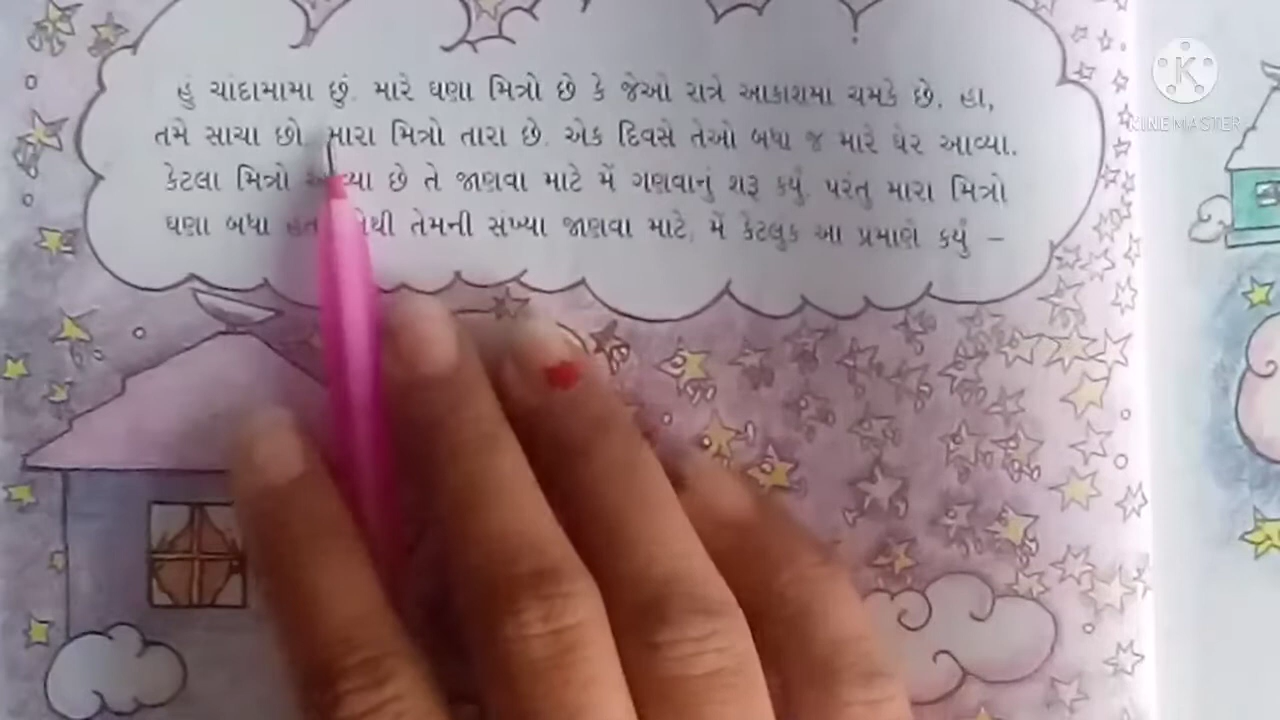 હું ચાંદામામા છું. મારે ઘણા મિત્રો છે કે જેઓ રાત્રે આકાશમાં ચમકે છે. હા,
તમે સાચા છો. મારા મિત્રો તારા છે. એક દિવસે તેઓ બધા જ મારે ઘેર આવ્યા.
કેટલા મિત્રો આવ્યા છે તે જાણવા માટે મેં ગણવાનું શરૂ કર્યું. પરંતુ મારા મિત્રો
ઘણા બધા તેમની સંખ્યા જાણવા માટે, મેં કેટલુક આ પ્રમાણે કર્યું –
K
KINEMASTER